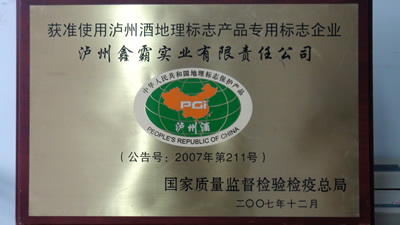 获准使用泸州酒地理标志产品专用标志企业
泸州鑫霸实业有限责任公司
中华人民共和国地理标志保护产品
PGI
泸州酒
PEOPLE'S REPUBLIC OF CHINA
(公告号：2007年第211号)
国家质量监督检验检疫总局
二〇〇七年十二月